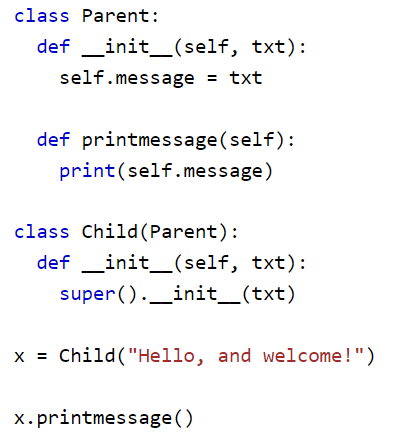 class Parent:
  def __init__(self, txt):
    self.message = txt

  def printmessage(self):
    print(self.message)

class Child(Parent):
  def __init__(self, txt):
    super().__init__(txt)

x = Child("Hello, and welcome!")

x.printmessage()